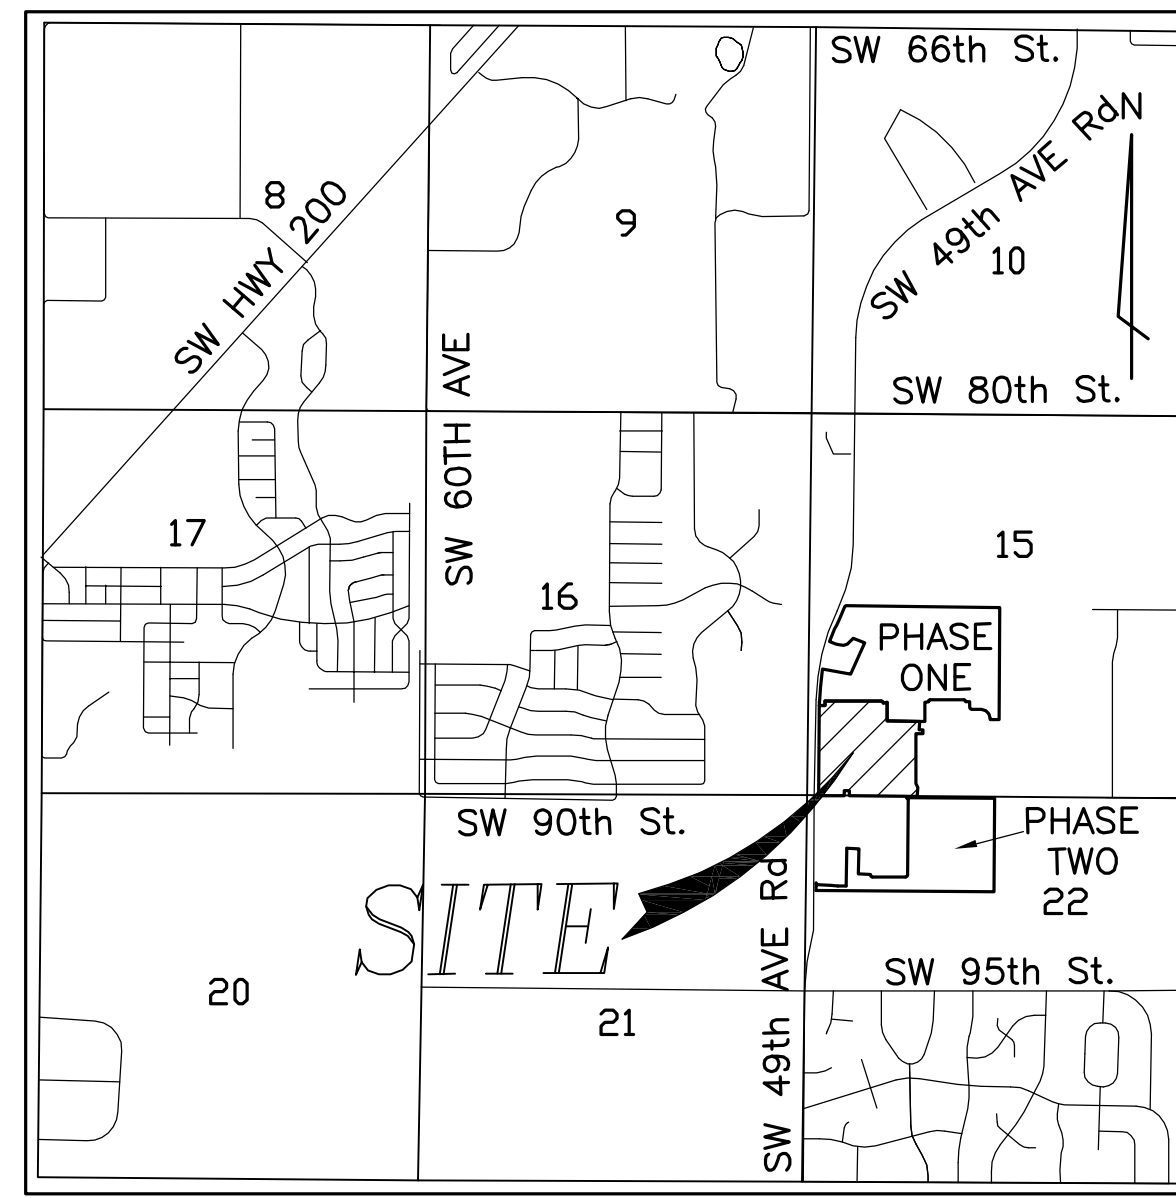 SW 66th St.
N
SW 49th AVE Rd
8
9
10
SW HWY 200
SW 80th St.
SW 60TH AVE
17
16
15
PHASE
ONE
SW 90th St.
PHASE
TWO
22
SITE
SW 49th AVE Rd
SW 95th St.
20
21